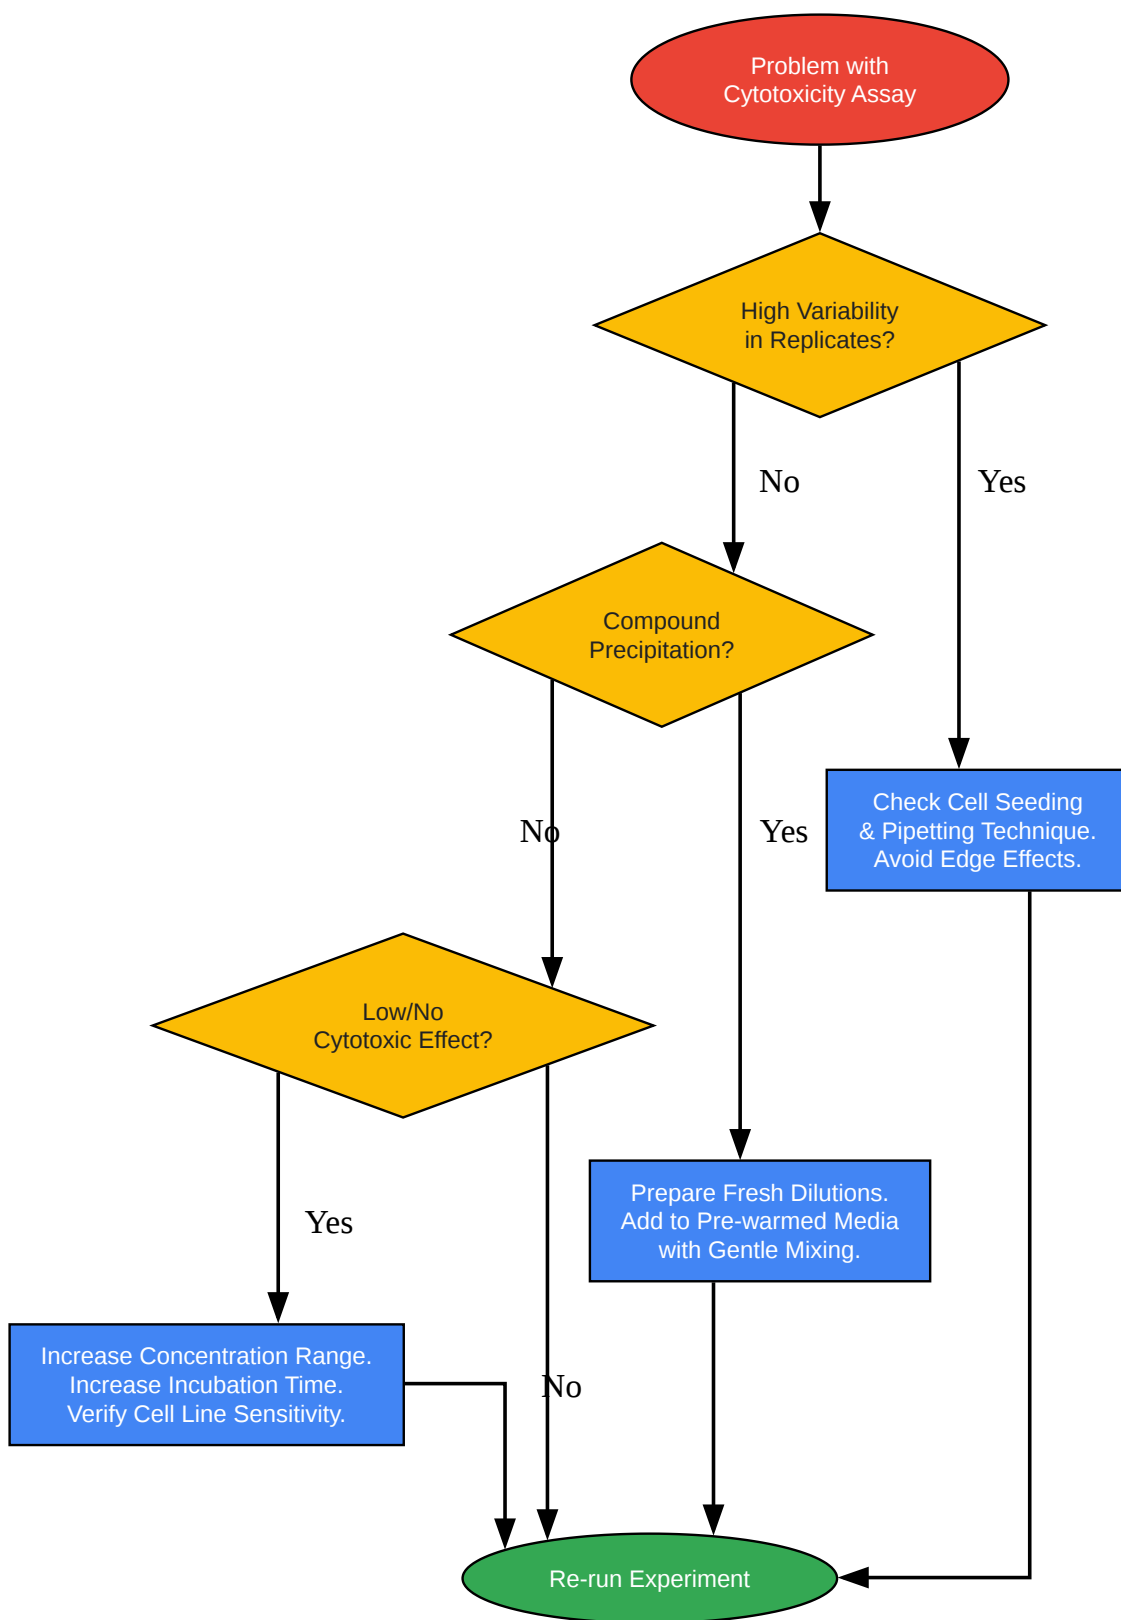 Problem with
Cytotoxicity Assay
High Variability
in Replicates?
No
Yes
Compound
Precipitation?
No
Yes
Check Cell Seeding
& Pipetting Technique.
Avoid Edge Effects.
Low/No
Cytotoxic Effect?
Yes
No
Prepare Fresh Dilutions.
Add to Pre-warmed Media
with Gentle Mixing.
Increase Concentration Range.
Increase Incubation Time.
Verify Cell Line Sensitivity.
Re-run Experiment